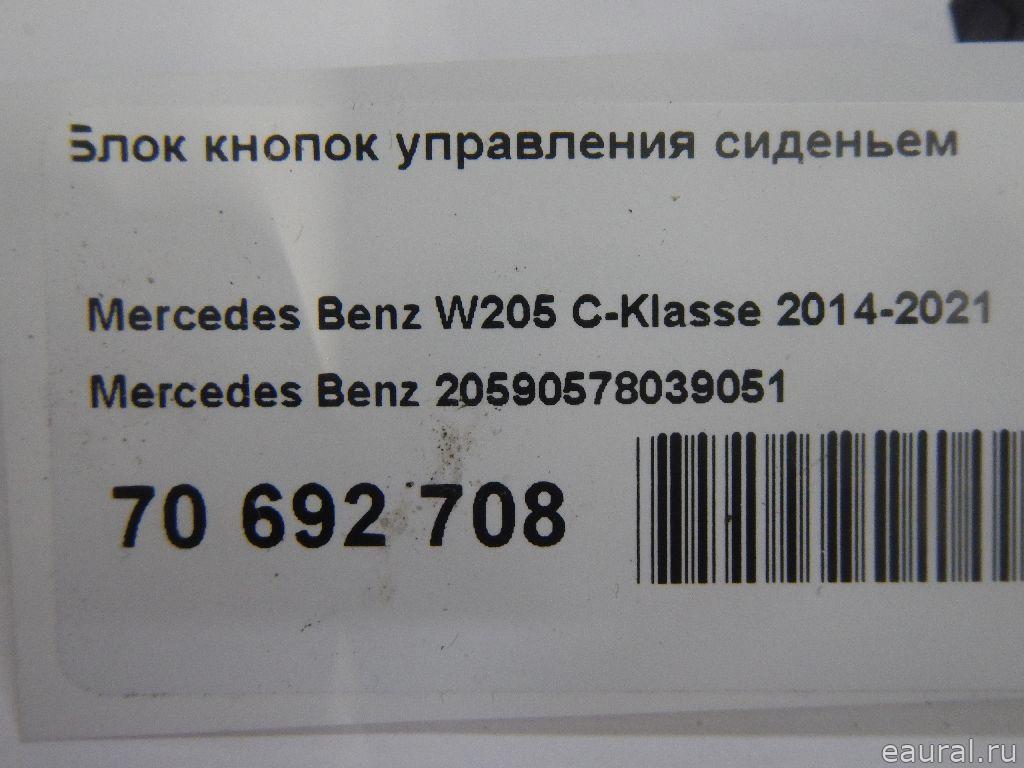 Блок кнопок управления сиденьем
Mercedes Benz W205 C-Klasse 2014-2021
Mercedes Benz 20590578039051
70 692 708
eaural.ru